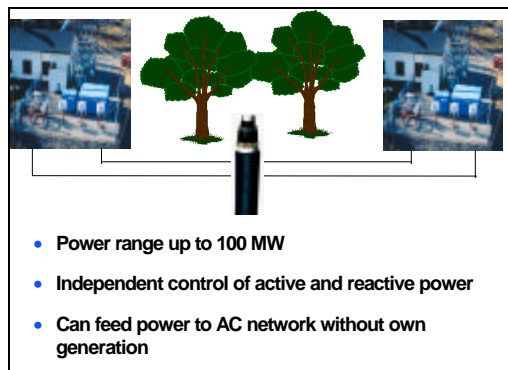 • Power range up to 100 MW
• Independent control of active and reactive power
• Can feed power to AC network without own
generation